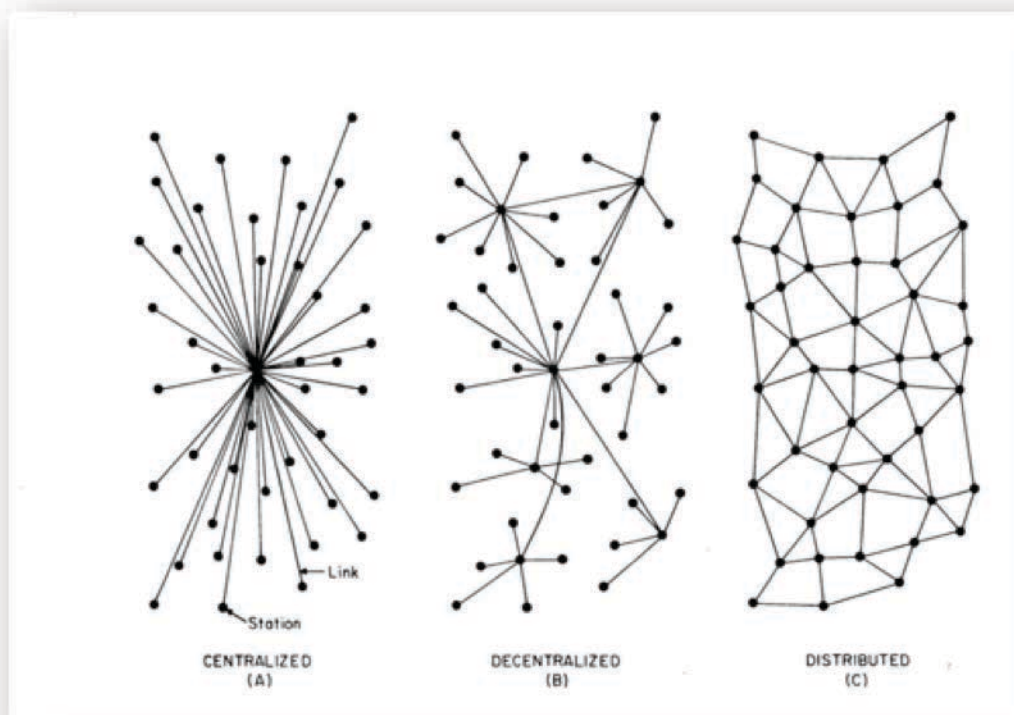 Link
Station
CENTRALIZED
(A)
DECENTRALIZED
(B)
DISTRIBUTED
(C)